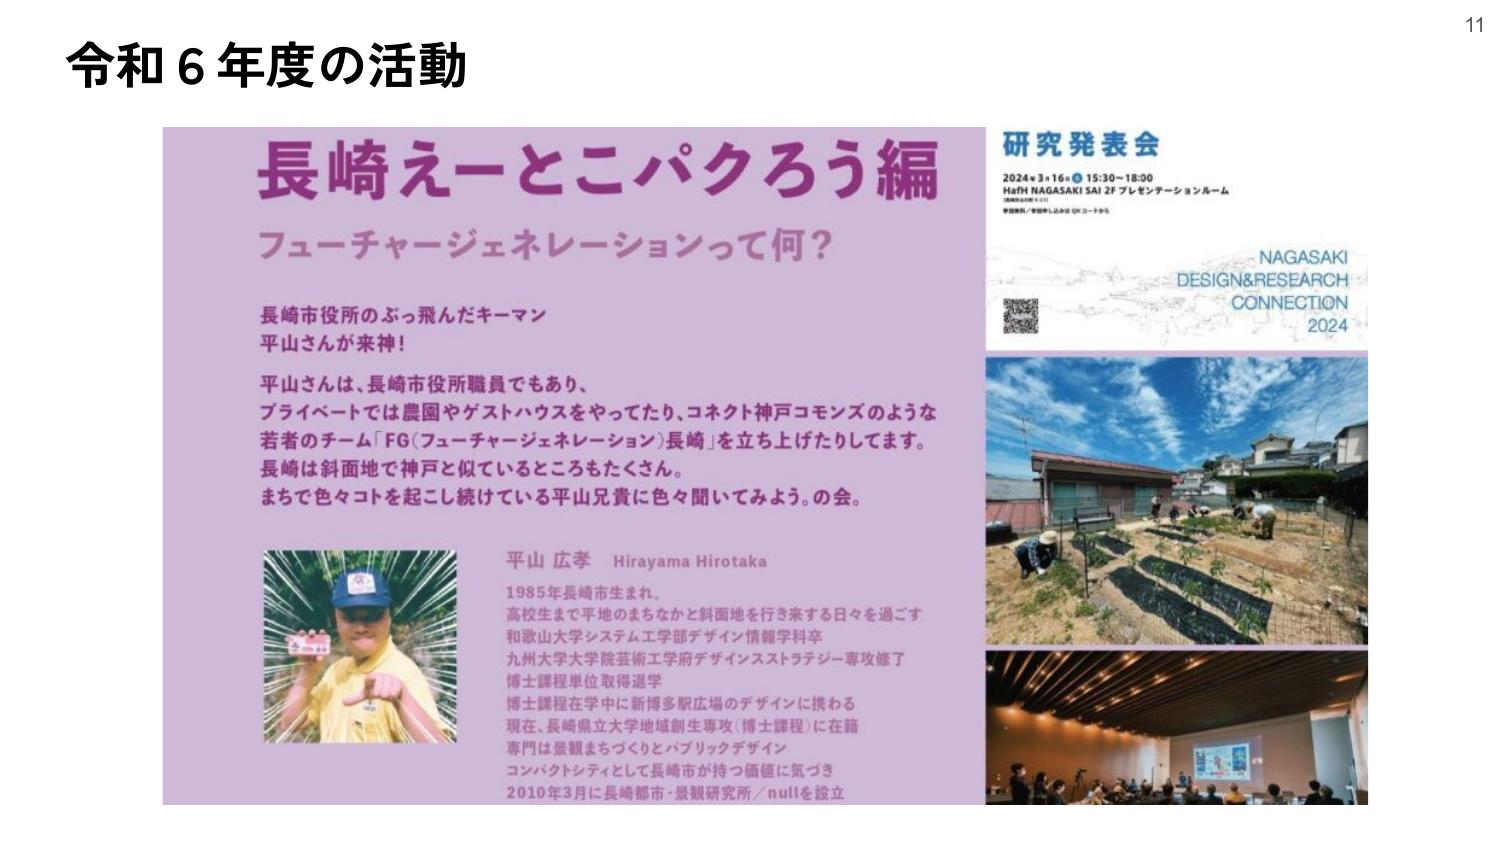 11
令和６年度の活動
長崎えーとこパクろう編
フューチャージェネレーションって何？
長崎市役所のぶっ飛んだキーマン
平山さんが来神！
平山さんは、長崎市役所職員でもあり、
プライベートでは農園やゲストハウスをやってたり、コネクト神戸コモンズのような
若者のチーム「FG（フューチャージェネレーション）長崎」を立ち上げたりしてます。
長崎は斜面地で神戸と似ているところもたくさん。
まちで色々コトを起こし続けている平山兄貴に色々聞いてみよう。の会。
平山 広孝　Hirayama Hirotaka
1985年長崎市生まれ。
高校生まで平地のまちなかと斜面地を行き来する日々を過ごす
和歌山大学システム工学部デザイン情報学科卒
九州大学大学院芸術工学府デザインスストラテジー専攻修了
博士課程単位取得退学
博士課程在学中に新博多駅広場のデザインに携わる
現在、長崎県立大学地域創生専攻（博士課程）に在籍
専門は景観まちづくりとパブリックデザイン
コンパクトシティとして長崎市が持つ価値に気づき
2010年3月に長崎都市・景観研究所／nullを設立
研究発表会
2024年3月16日 土 15:30〜18:00
HafH NAGASAKI SAI 2F プレゼンテーションルーム
参加無料／参加申し込みは QR コードから
NAGASAKI
DESIGN&RESEARCH
CONNECTION
2024